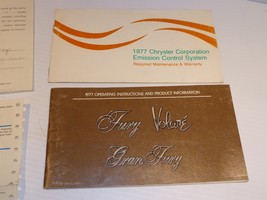 1977 Chrysler Corporation
Emission Control System
Required Maintenance & Warranty
1977 OPERATING INSTRUCTIONS AND PRODUCT INFORMATION
Fury Volaré
Gran Fury